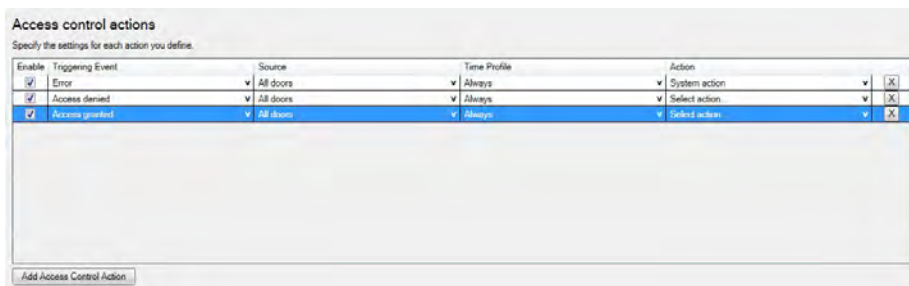 Access control actions
Specify the settings for each action you define.
Enable Triggering Event Source Time Profile Action
Error v All doors v Always v System action v X
Access denied v All doors v Always v Select action... v X
Access granted v All doors v Always v Select action... v X
Add Access Control Action